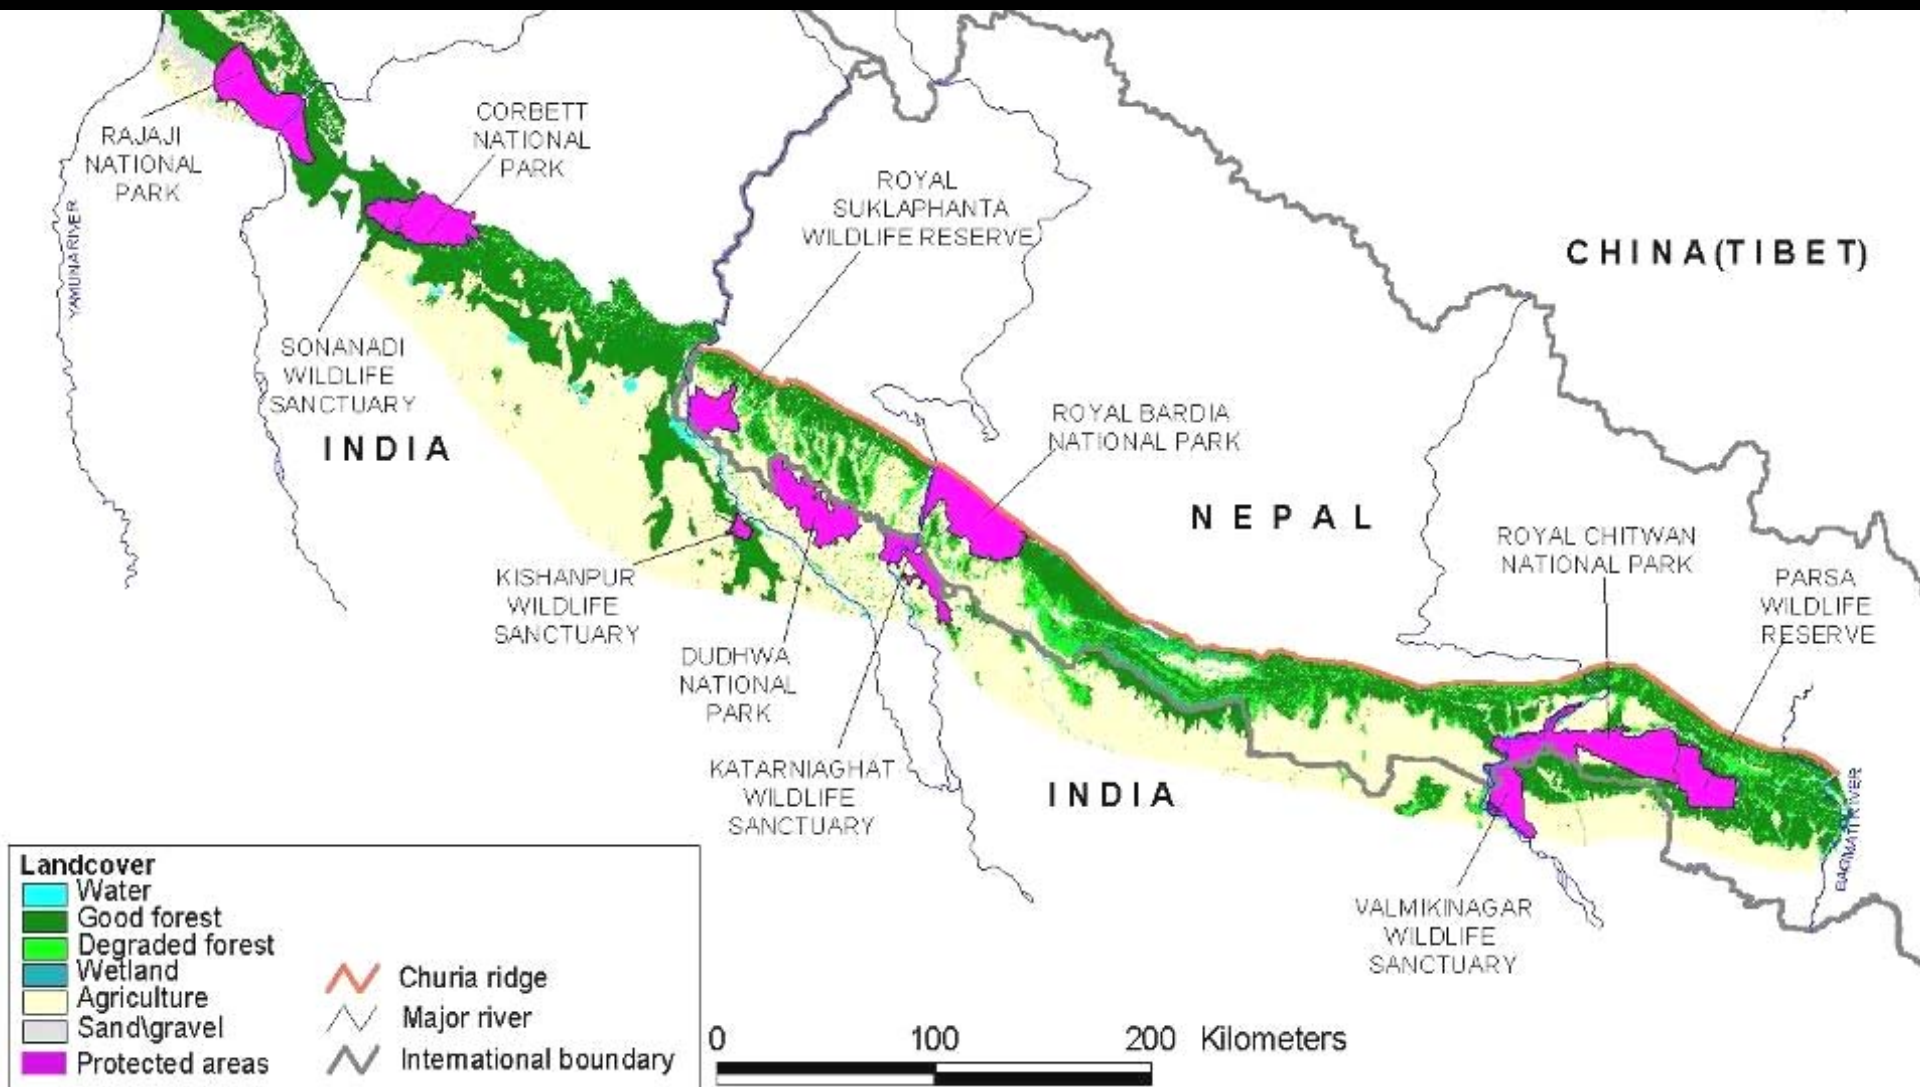 RAJAJI
NATIONAL
PARK
CORBETT
NATIONAL
PARK
ROYAL
SUKLAPHANTA
WILDLIFE RESERVE
CHINA(TIBET)
YAMUNA RIVER
SONANADI
WILDLIFE
SANCTUARY
INDIA
ROYAL BARDIA
NATIONAL PARK
NEPAL
ROYAL CHITWAN
NATIONAL PARK
PARSA
WILDLIFE
RESERVE
KISHANPUR
WILDLIFE
SANCTUARY
DUDHWA
NATIONAL
PARK
KATARNIAGHAT
WILDLIFE
SANCTUARY
INDIA
BAGMATI RIVER
VALMIKINAGAR
WILDLIFE
SANCTUARY
Landcover
Water
Good forest
Degraded forest
Wetland
Agriculture
Sand\gravel
Protected areas
Churia ridge
Major river
International boundary
0 100 200 Kilometers